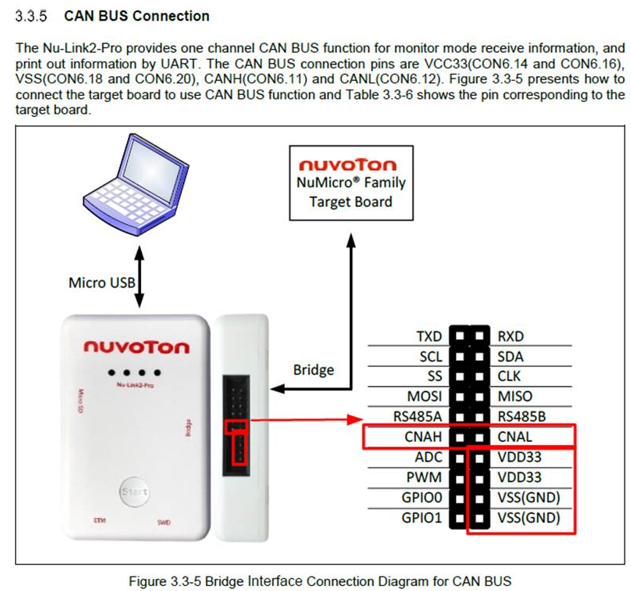 3.3.5 CAN BUS Connection
The Nu-Link2-Pro provides one channel CAN BUS function for monitor mode receive information, and
print out information by UART. The CAN BUS connection pins are VCC33(CON6.14 and CON6.16),
VSS(CON6.18 and CON6.20), CANH(CON6.11) and CANL(CON6.12). Figure 3.3-5 presents how to
connect the target board to use CAN BUS function and Table 3.3-6 shows the pin corresponding to the
target board.
nuvoTon
NuMicro® Family
Target Board
Micro USB
nuvoTon
Nu-Link2-Pro
Micro SD
Bridge
Start
ETM SWD
Bridge
TXD RXD
SCL SDA
SS CLK
MOSI MISO
RS485A RS485B
CNAH CNAL
ADC VDD33
PWM VDD33
GPIO0 VSS(GND)
GPIO1 VSS(GND)
Figure 3.3-5 Bridge Interface Connection Diagram for CAN BUS